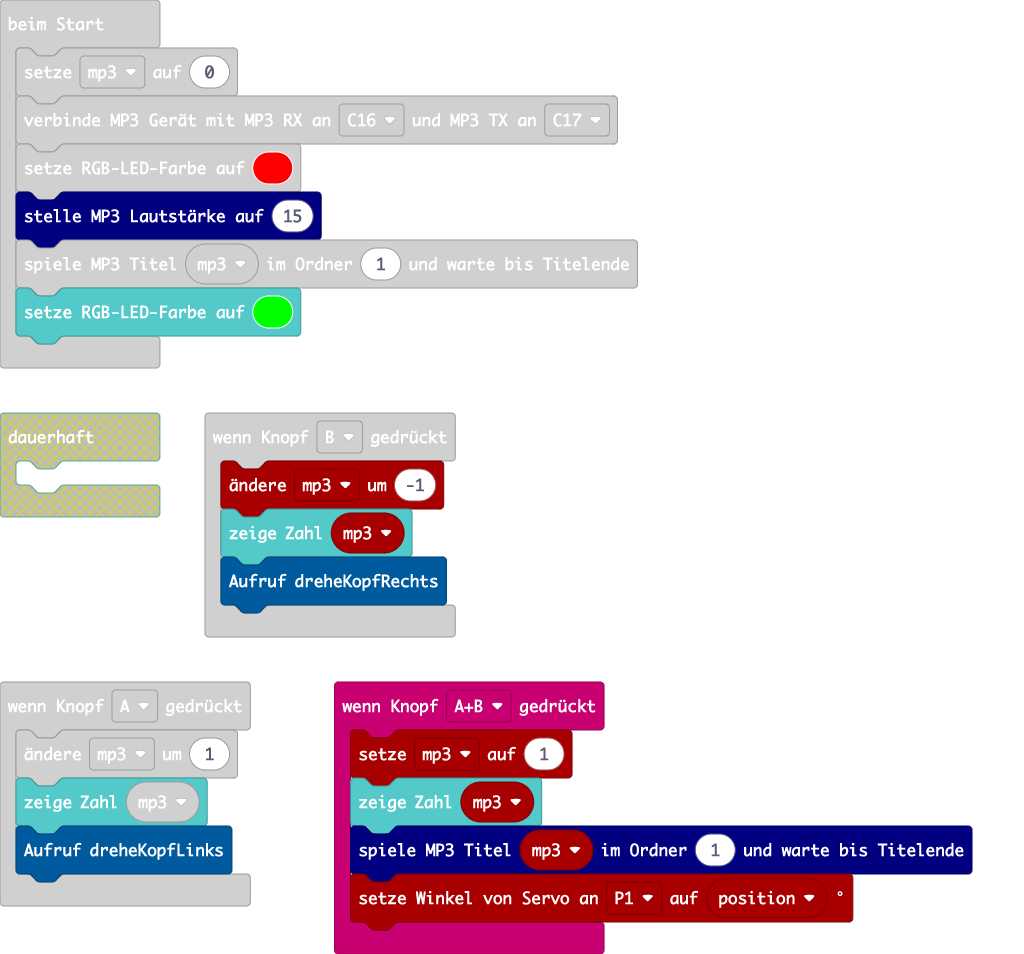 beim Start
setze mp3 auf 0
verbinde MP3 Gerät mit MP3 RX an C16 und MP3 TX an C17
setze RGB-LED-Farbe auf
stelle MP3 Lautstärke auf 15
spiele MP3 Titel mp3 im Ordner 1 und warte bis Titelende
setze RGB-LED-Farbe auf
dauerhaft
wenn Knopf B gedrückt
ändere mp3 um -1
zeige Zahl mp3
Aufruf dreheKopfRechts
wenn Knopf A gedrückt
ändere mp3 um 1
zeige Zahl mp3
Aufruf dreheKopfLinks
wenn Knopf A+B gedrückt
setze mp3 auf 1
zeige Zahl mp3
spiele MP3 Titel mp3 im Ordner 1 und warte bis Titelende
setze Winkel von Servo an P1 auf position °